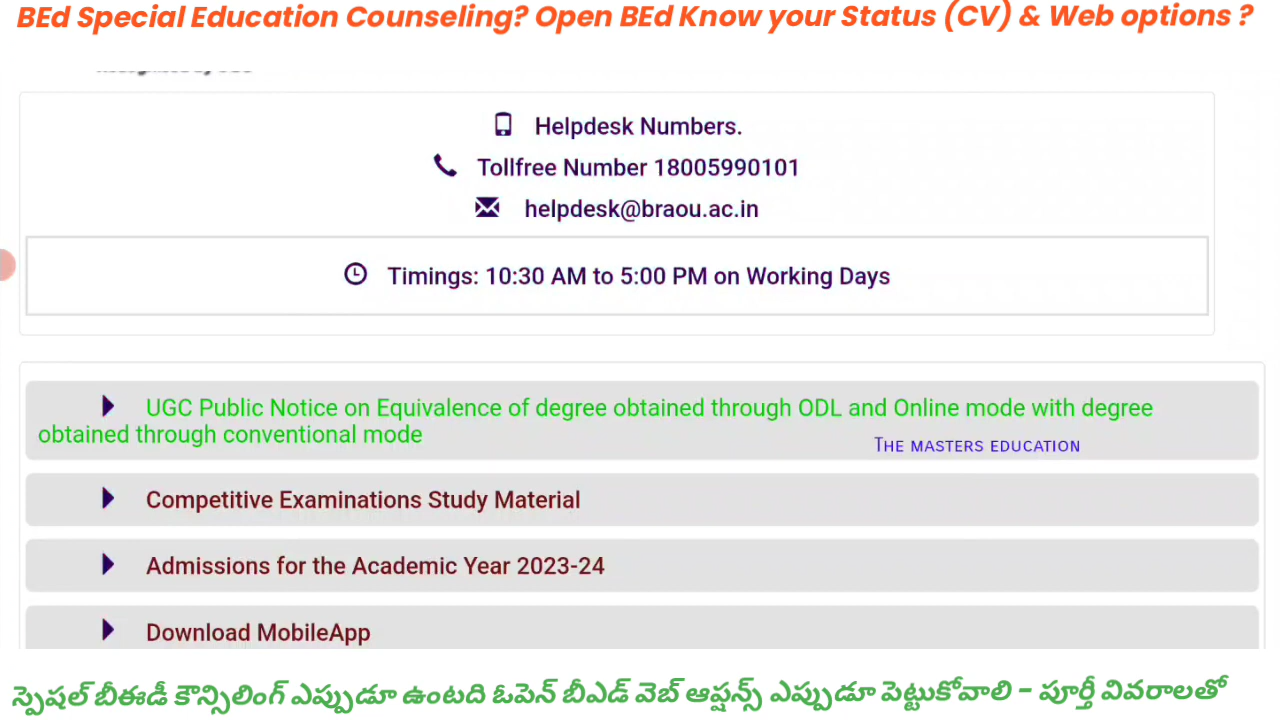 BEd Special Education Counseling? Open BEd Know your Status (CV) & Web options ?
Helpdesk Numbers.
Tollfree Number 18005990101
helpdesk@braou.ac.in
Timings: 10:30 AM to 5:00 PM on Working Days
UGC Public Notice on Equivalence of degree obtained through ODL and Online mode with degree
obtained through conventional mode
The masters education
Competitive Examinations Study Material
Admissions for the Academic Year 2023-24
Download MobileApp
స్పెషల్ బీఈడీ కౌన్సిలింగ్ ఎప్పుడూ ఉంటది ఓపెన్ బీఎడ్ వెబ్ ఆప్షన్స్ ఎప్పుడూ పెట్టుకోవాలి - పూర్తీ వివరాలతో